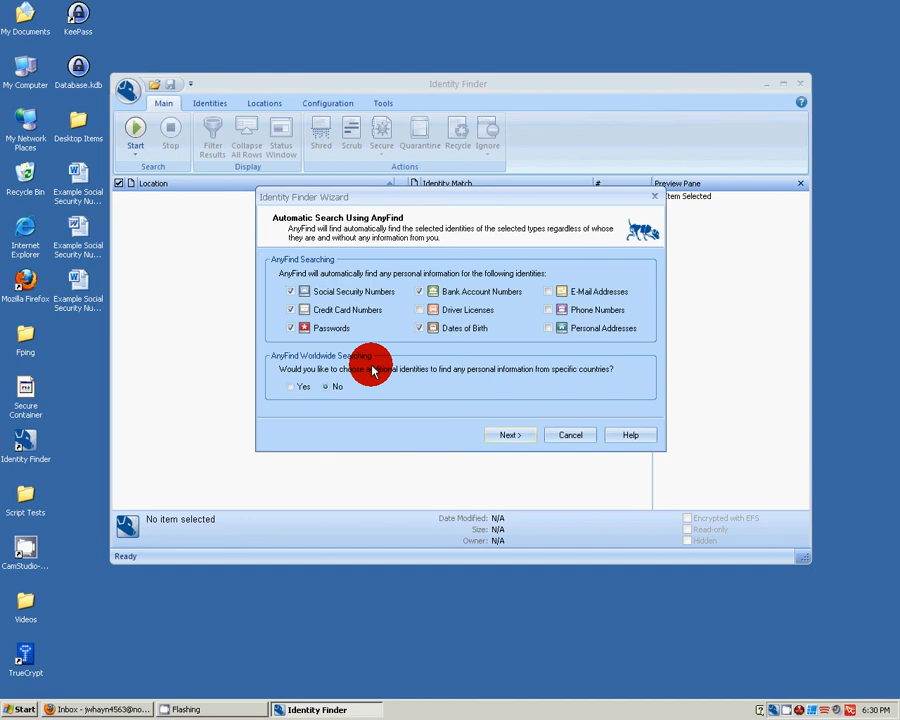 My Documents
KeePass
My Computer
Database.kdb
My Network
Places
Desktop Items
Recycle Bin
Example Social
Security Nu...
Internet
Explorer
Example Social
Security Nu...
Mozilla Firefox
Example Social
Security Nu...
Fping
Secure
Container
Identity Finder
Script Tests
CamStudio-...
Videos
TrueCrypt
Identity Finder
Main
Identities
Locations
Configuration
Tools
Start
Stop
Filter
Results
Collapse
All Rows
Status
Window
Shred
Scrub
Secure
Quarantine
Recycle
Ignore
Search
Display
Actions
Location
Identity Match
#
Preview Pane
Item Selected
Identity Finder Wizard
Automatic Search Using AnyFind
AnyFind will automatically find the selected identities of the selected types regardless of whose
they are and without any information from you.
AnyFind Searching
AnyFind will automatically find any personal information for the following identities:
Social Security Numbers
Bank Account Numbers
E-Mail Addresses
Credit Card Numbers
Driver Licenses
Phone Numbers
Passwords
Dates of Birth
Personal Addresses
AnyFind Worldwide Searching
Would you like to choose additional identities to find any personal information from specific countries?
Yes
No
Next >
Cancel
Help
No item selected
Date Modified: N/A
Size: N/A
Owner: N/A
Encrypted with EFS
Read-only
Hidden
Ready
Start
Inbox - jwhayn4563@no...
Flashing
Identity Finder
6:30 PM